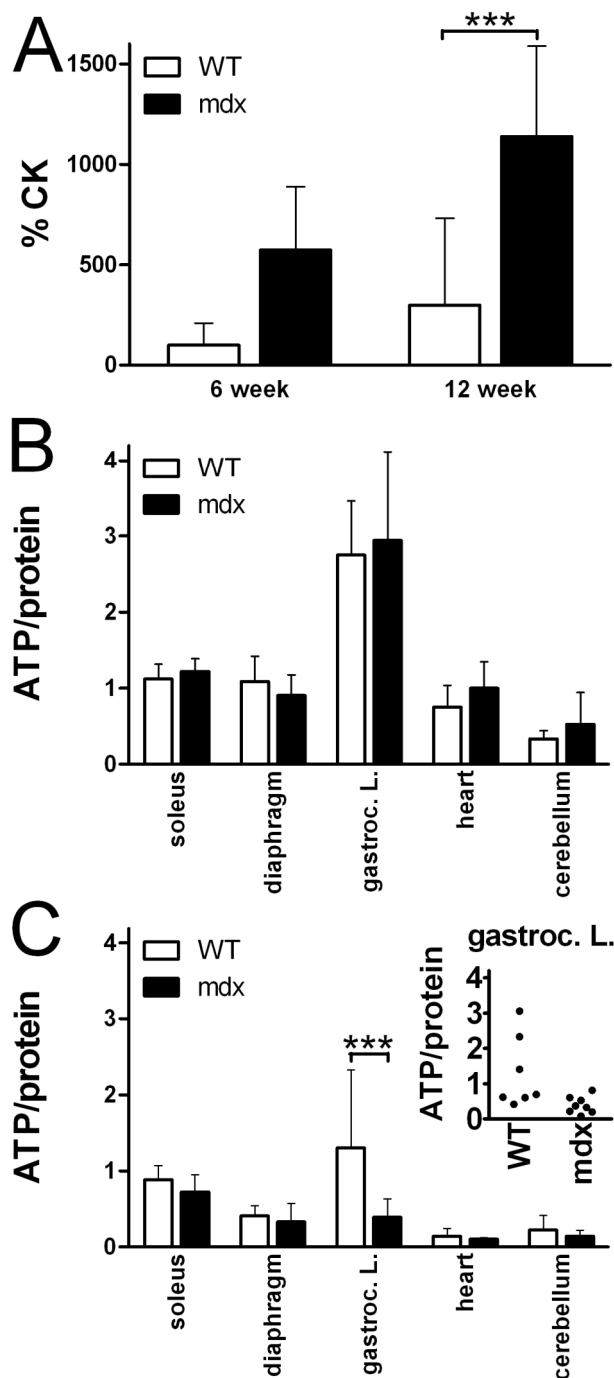 A
% CK
1500
1000
500
0
WT
mdx
***
6 week
12 week
B
ATP/protein
4
3
2
1
0
WT
mdx
soleus
diaphragm
gastroc. L.
heart
cerebellum
C
ATP/protein
4
3
2
1
0
WT
mdx
***
gastroc. L.
ATP/protein
4
3
2
1
0
WT
mdx
soleus
diaphragm
gastroc. L.
heart
cerebellum